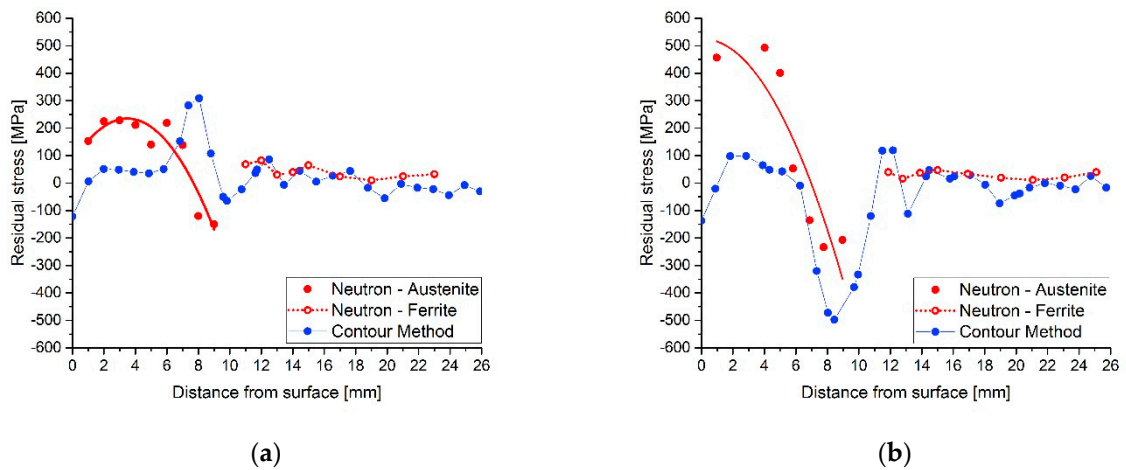 600
500
400
300
200
100
0
-100
-200
-300
-400
-500
-600
Residual stress [MPa]
0 2 4 6 8 10 12 14 16 18 20 22 24 26
Distance from surface [mm]
Neutron - Austenite
Neutron - Ferrite
Contour Method
(a)
600
500
400
300
200
100
0
-100
-200
-300
-400
-500
-600
Residual stress [MPa]
0 2 4 6 8 10 12 14 16 18 20 22 24 26
Distance from surface [mm]
Neutron - Austenite
Neutron - Ferrite
Contour Method
(b)